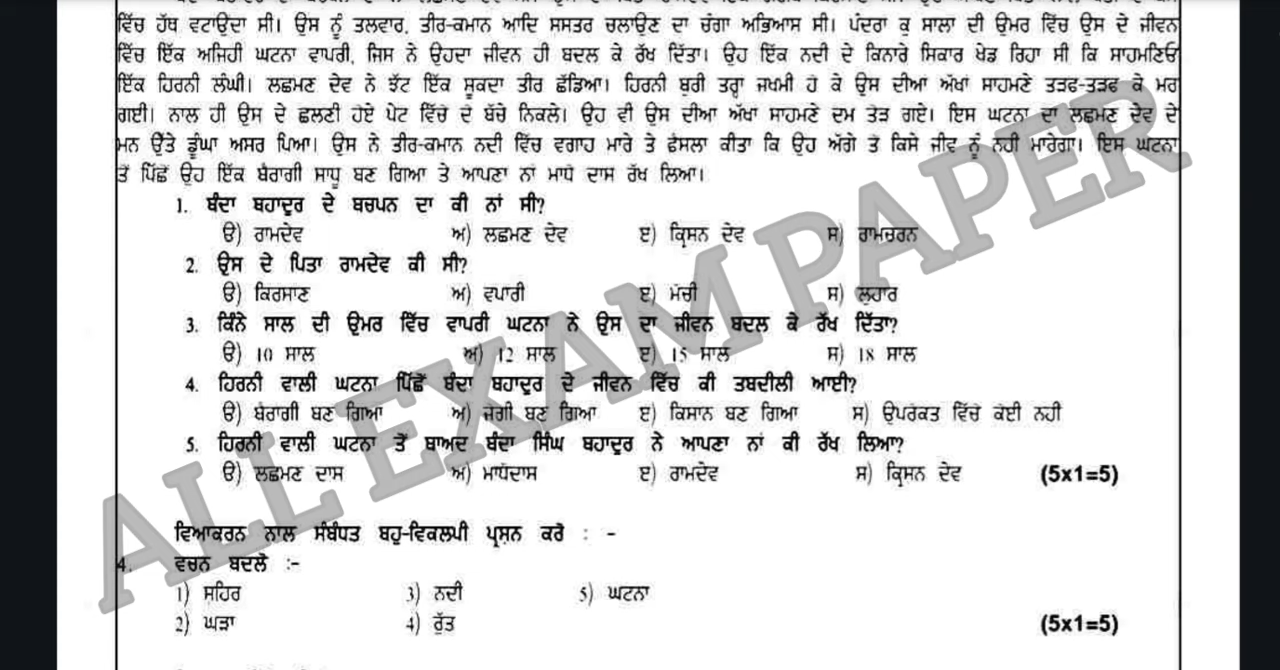 ਵਿੱਚ ਹੱਥ ਵਟਾਉਂਦਾ ਸੀ। ਉਸ ਨੂੰ ਤਲਵਾਰ, ਤੀਰ-ਕਮਾਨ ਆਦਿ ਸਸਤਰ ਚਲਾਉਣ ਦਾ ਚੰਗਾ ਅਭਿਆਸ ਸੀ। ਪੰਦਰਾਂ ਕੁ ਸਾਲਾਂ ਦੀ ਉਮਰ ਵਿੱਚ ਉਸ ਦੇ ਜੀਵਨ
ਵਿੱਚ ਇੱਕ ਅਜਿਹੀ ਘਟਨਾ ਵਾਪਰੀ, ਜਿਸ ਨੇ ਉਹਦਾ ਜੀਵਨ ਹੀ ਬਦਲ ਕੇ ਰੱਖ ਦਿੱਤਾ। ਉਹ ਇੱਕ ਨਦੀ ਦੇ ਕਿਨਾਰੇ ਸਿਕਾਰ ਖੇਡ ਰਿਹਾ ਸੀ ਕਿ ਸਾਹਮਣਿਓਂ
ਇੱਕ ਹਿਰਨੀ ਲੰਘੀ। ਲਛਮਣ ਦੇਵ ਨੇ ਝੱਟ ਇੱਕ ਸੂਕਦਾ ਤੀਰ ਛੱਡਿਆ। ਹਿਰਨੀ ਬੁਰੀ ਤਰ੍ਹਾਂ ਜ਼ਖਮੀ ਹੋ ਕੇ ਉਸ ਦੀਆਂ ਅੱਖਾਂ ਸਾਹਮਣੇ ਤੜਫ-ਤੜਫ ਕੇ ਮਰ
ਗਈ। ਨਾਲ ਹੀ ਉਸ ਦੇ ਛਲਣੀ ਹੋਏ ਪੇਟ ਵਿੱਚੋਂ ਦੋ ਬੱਚੇ ਨਿਕਲੇ। ਉਹ ਵੀ ਉਸ ਦੀਆਂ ਅੱਖਾਂ ਸਾਹਮਣੇ ਦਮ ਤੋੜ ਗਏ। ਇਸ ਘਟਨਾ ਦਾ ਲਛਮਣ ਦੇਵ ਦੇ
ਮਨ ਉੱਤੇ ਡੂੰਘਾ ਅਸਰ ਪਿਆ। ਉਸ ਨੇ ਤੀਰ-ਕਮਾਨ ਨਦੀ ਵਿੱਚ ਵਗਾਹ ਮਾਰੇ ਤੇ ਫੈਸਲਾ ਕੀਤਾ ਕਿ ਉਹ ਅੱਗੇ ਤੋਂ ਕਿਸੇ ਜੀਵ ਨੂੰ ਨਹੀਂ ਮਾਰੇਗਾ। ਇਸ ਘਟਨਾ
ਤੋਂ ਪਿੱਛੋਂ ਉਹ ਇੱਕ ਬੈਰਾਗੀ ਸਾਧੂ ਬਣ ਗਿਆ ਤੇ ਆਪਣਾ ਨਾਂ ਮਾਧੋ ਦਾਸ ਰੱਖ ਲਿਆ।
1. ਬੰਦਾ ਬਹਾਦੁਰ ਦੇ ਬਚਪਨ ਦਾ ਕੀ ਨਾਂ ਸੀ?
ੳ) ਰਾਮਦੇਵ ਅ) ਲਛਮਣ ਦੇਵ ੲ) ਕ੍ਰਿਸਨ ਦੇਵ ਸ) ਰਾਮਚਰਨ
2. ਉਸ ਦੇ ਪਿਤਾ ਰਾਮਦੇਵ ਕੀ ਸੀ?
ੳ) ਕਿਰਸਾਣ ਅ) ਵਪਾਰੀ ੲ) ਮੋਚੀ ਸ) ਲੁਹਾਰ
3. ਕਿੰਨੇ ਸਾਲ ਦੀ ਉਮਰ ਵਿੱਚ ਵਾਪਰੀ ਘਟਨਾ ਨੇ ਉਸ ਦਾ ਜੀਵਨ ਬਦਲ ਕੇ ਰੱਖ ਦਿੱਤਾ?
ੳ) 10 ਸਾਲ ਅ) 12 ਸਾਲ ੲ) 15 ਸਾਲ ਸ) 18 ਸਾਲ
4. ਹਿਰਨੀ ਵਾਲੀ ਘਟਨਾ ਪਿੱਛੋਂ ਬੰਦਾ ਬਹਾਦੁਰ ਦੇ ਜੀਵਨ ਵਿੱਚ ਕੀ ਤਬਦੀਲੀ ਆਈ?
ੳ) ਬੈਰਾਗੀ ਬਣ ਗਿਆ ਅ) ਜੋਗੀ ਬਣ ਗਿਆ ੲ) ਕਿਸਾਨ ਬਣ ਗਿਆ ਸ) ਉਪਰੋਕਤ ਵਿੱਚੋਂ ਕੋਈ ਨਹੀਂ
5. ਹਿਰਨੀ ਵਾਲੀ ਘਟਨਾ ਤੋਂ ਬਾਅਦ ਬੰਦਾ ਸਿੰਘ ਬਹਾਦੁਰ ਨੇ ਆਪਣਾ ਨਾਂ ਕੀ ਰੱਖ ਲਿਆ?
ੳ) ਲਛਮਣ ਦਾਸ ਅ) ਮਾਧੋਦਾਸ ੲ) ਰਾਮਦੇਵ ਸ) ਕ੍ਰਿਸਨ ਦੇਵ (5x1=5)
ਵਿਆਕਰਨ ਨਾਲ ਸੰਬੰਧਤ ਬਹੁ-ਵਿਕਲਪੀ ਪ੍ਰਸ਼ਨ ਕਰੋ : -
4. ਵਚਨ ਬਦਲੋ :-
1) ਸਹਿਰ 3) ਨਦੀ 5) ਘਟਨਾ
2) ਘੜਾ 4) ਰੁੱਤ (5x1=5)
ALL EXAM PAPER